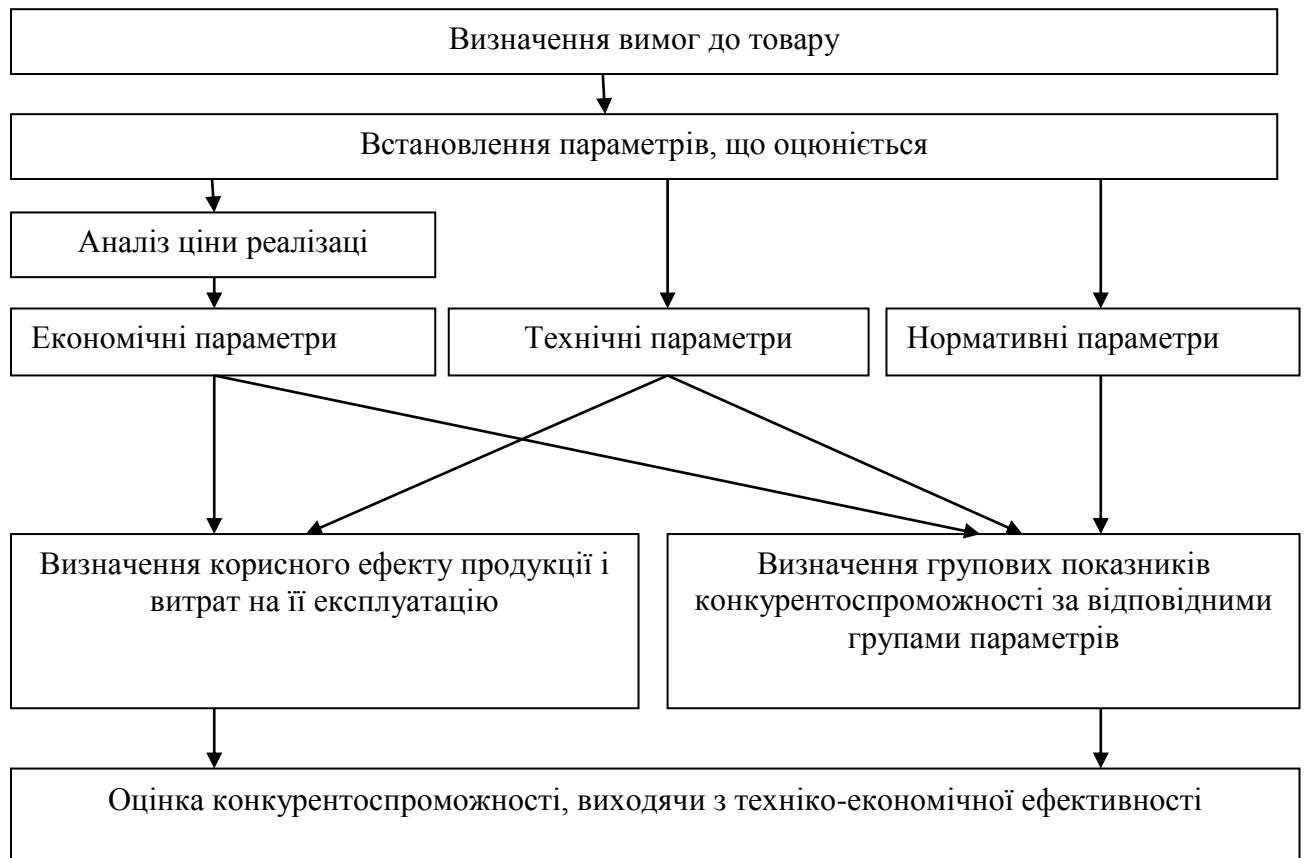 Визначення вимог до товару
Встановлення параметрів, що оцюніється
Аналіз ціни реалізаці
Економічні параметри
Технічні параметри
Нормативні параметри
Визначення корисного ефекту продукції і
витрат на її експлуатацію
Визначення групових показників
конкурентоспроможності за відповідними
групами параметрів
Оцінка конкурентоспроможності, виходячи з техніко-економічної ефективності